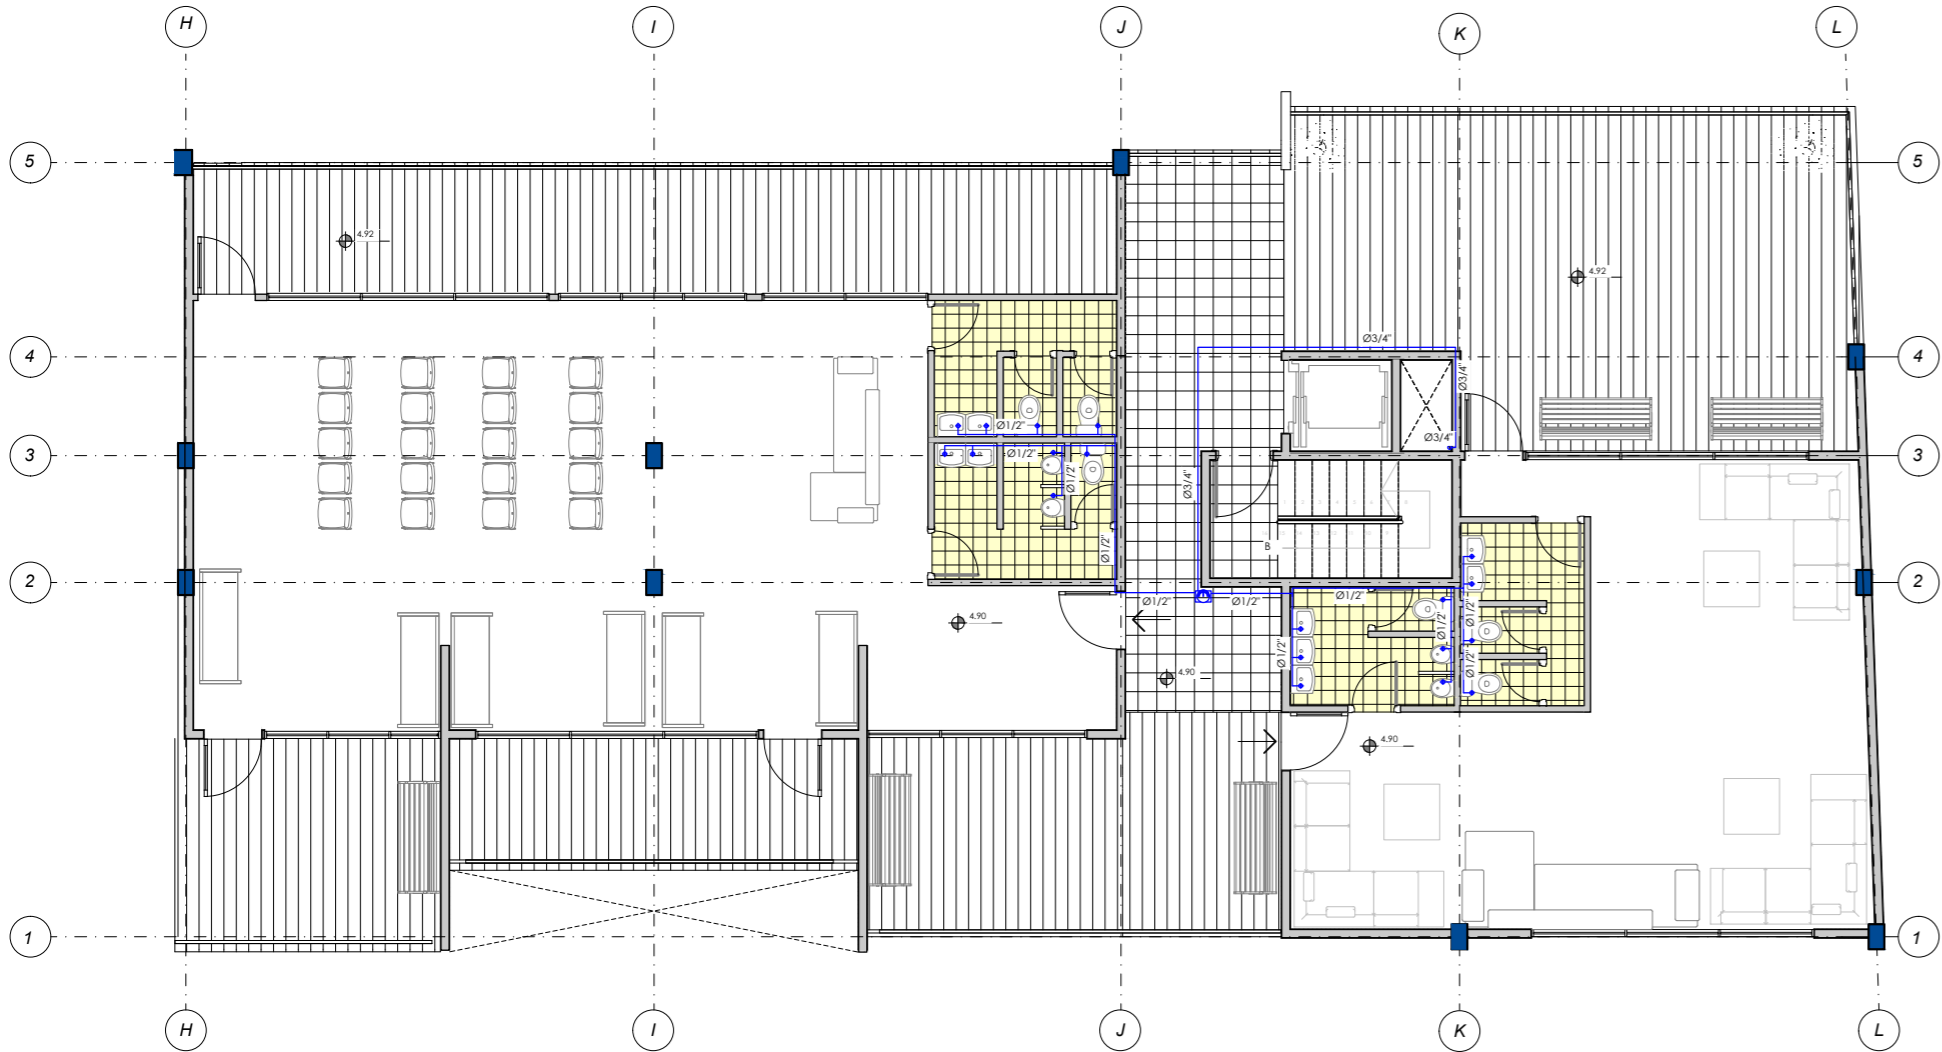 H I J K L
5 5
4.92
4.92
Ø3/4"
4 4
Ø3/4"
Ø1/2"
Ø3/4"
3 Ø1/2" 3
Ø1/2" Ø3/4"
Ø1/2" B
2 2
Ø1/2" Ø1/2" Ø1/2"
Ø1/2" Ø1/2"
4.90
Ø1/2" Ø1/2"
4.90
4.90
1 1
H I J K L